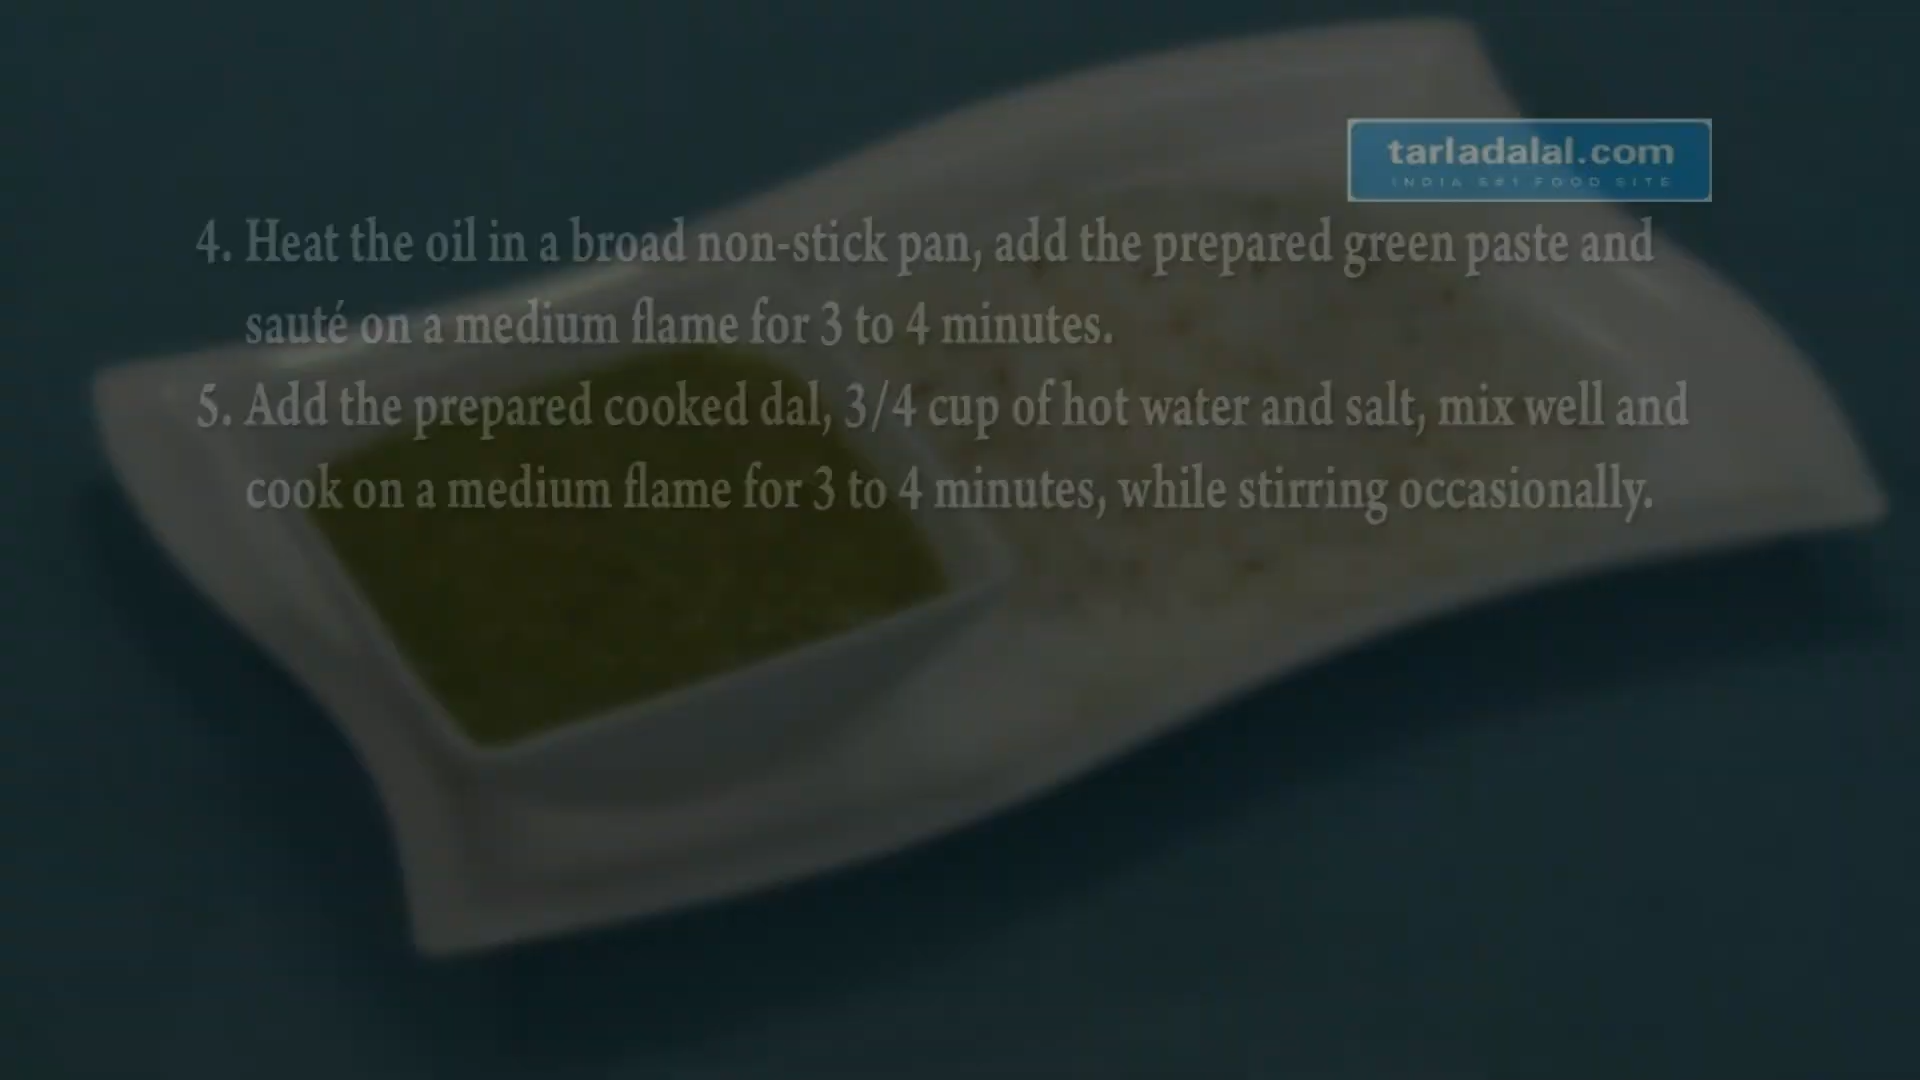 tarladalal.com
INDIA S#1 FOOD SITE
4. Heat the oil in a broad non-stick pan, add the prepared green paste and
sauté on a medium flame for 3 to 4 minutes.
5. Add the prepared cooked dal, 3/4 cup of hot water and salt, mix well and
cook on a medium flame for 3 to 4 minutes, while stirring occasionally.